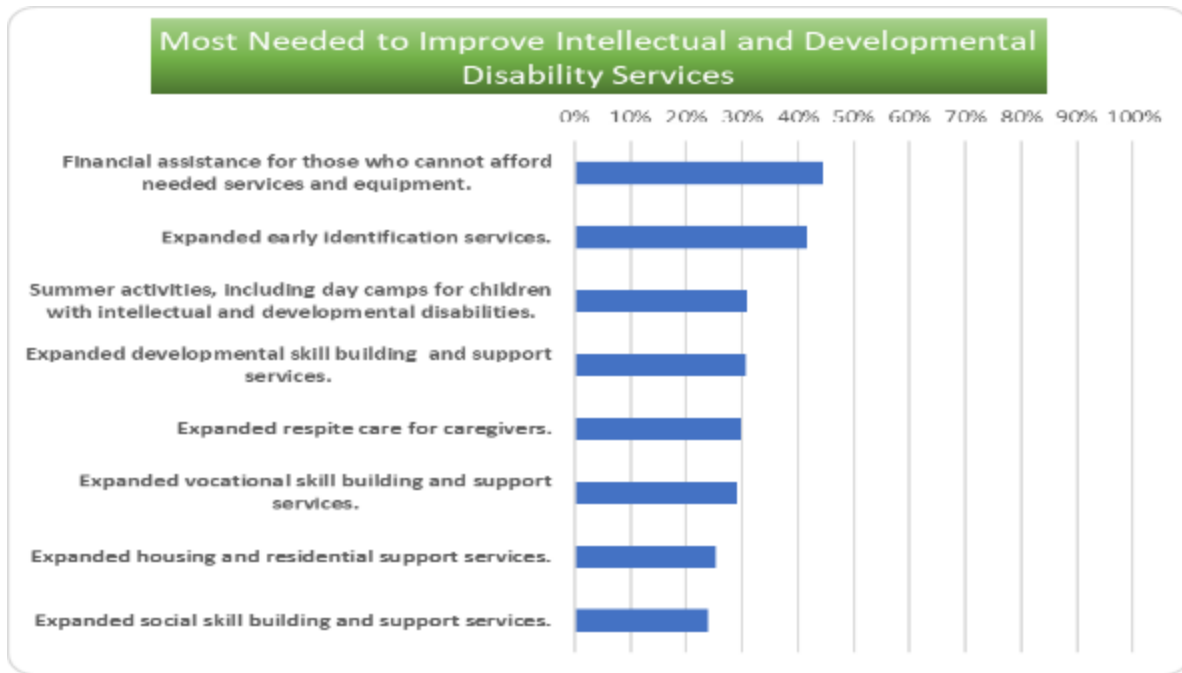 Most Needed to Improve Intellectual and Developmental
Disability Services
0% 10% 20% 30% 40% 50% 60% 70% 80% 90% 100%
Financial assistance for those who cannot afford
needed services and equipment.
Expanded early identification services.
Summer activities, including day camps for children
with intellectual and developmental disabilities.
Expanded developmental skill building and support
services.
Expanded respite care for caregivers.
Expanded vocational skill building and support
services.
Expanded housing and residential support services.
Expanded social skill building and support services.